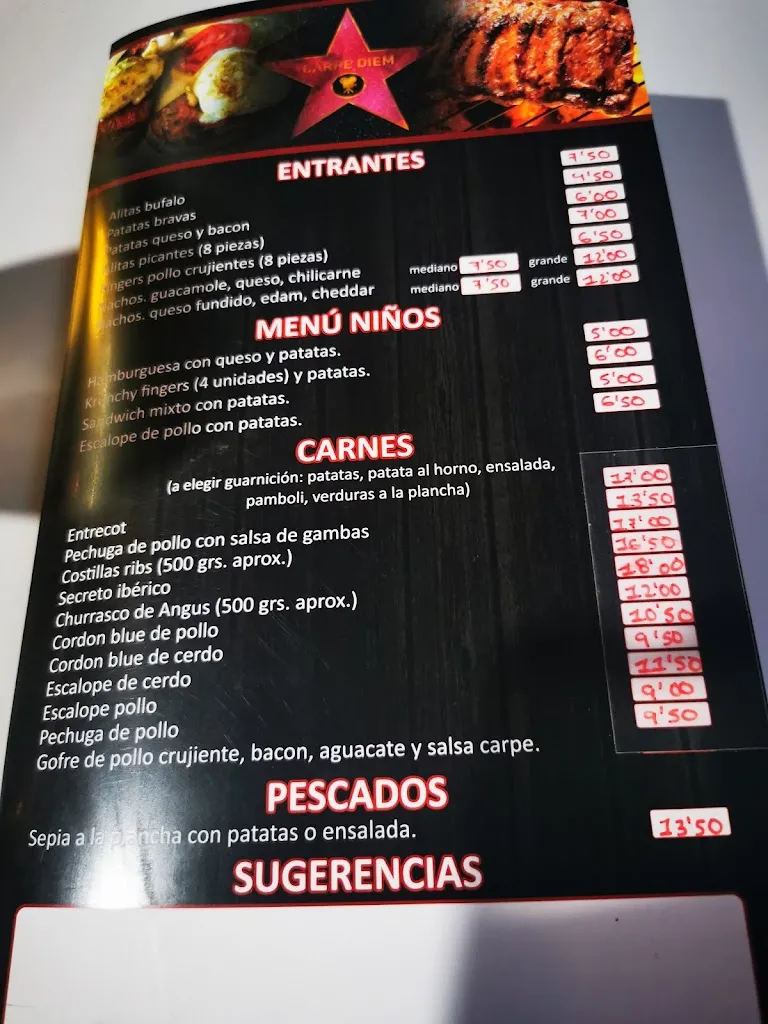 CARPE DIEM
ENTRANTES
Alitas bufalo 7'50
Patatas bravas 4'50
Patatas queso y bacon 6'00
Alitas picantes (8 piezas) 7'00
Fingers pollo crujientes (8 piezas) 6'50
Nachos. guacamole, queso, chilicarne mediano 7'50 grande 12'00
Nachos. queso fundido, edam, cheddar mediano 7'50 grande 12'00
MENÚ NIÑOS
Hamburguesa con queso y patatas. 5'00
Krunchy fingers (4 unidades) y patatas. 6'00
Sandwich mixto con patatas. 5'00
Escalope de pollo con patatas. 6'50
CARNES
(a elegir guarnición: patatas, patata al horno, ensalada,
pamboli, verduras a la plancha)
Entrecot 17'00
Pechuga de pollo con salsa de gambas 13'50
Costillas ribs (500 grs. aprox.) 17'00
Secreto ibérico 16'50
Churrasco de Angus (500 grs. aprox.) 18'00
Cordon blue de pollo 12'00
Cordon blue de cerdo 10'50
Escalope de cerdo 9'50
Escalope pollo 11'50
Pechuga de pollo 9'00
Gofre de pollo crujiente, bacon, aguacate y salsa carpe. 9'50
PESCADOS
Sepia a la plancha con patatas o ensalada. 13'50
SUGERENCIAS